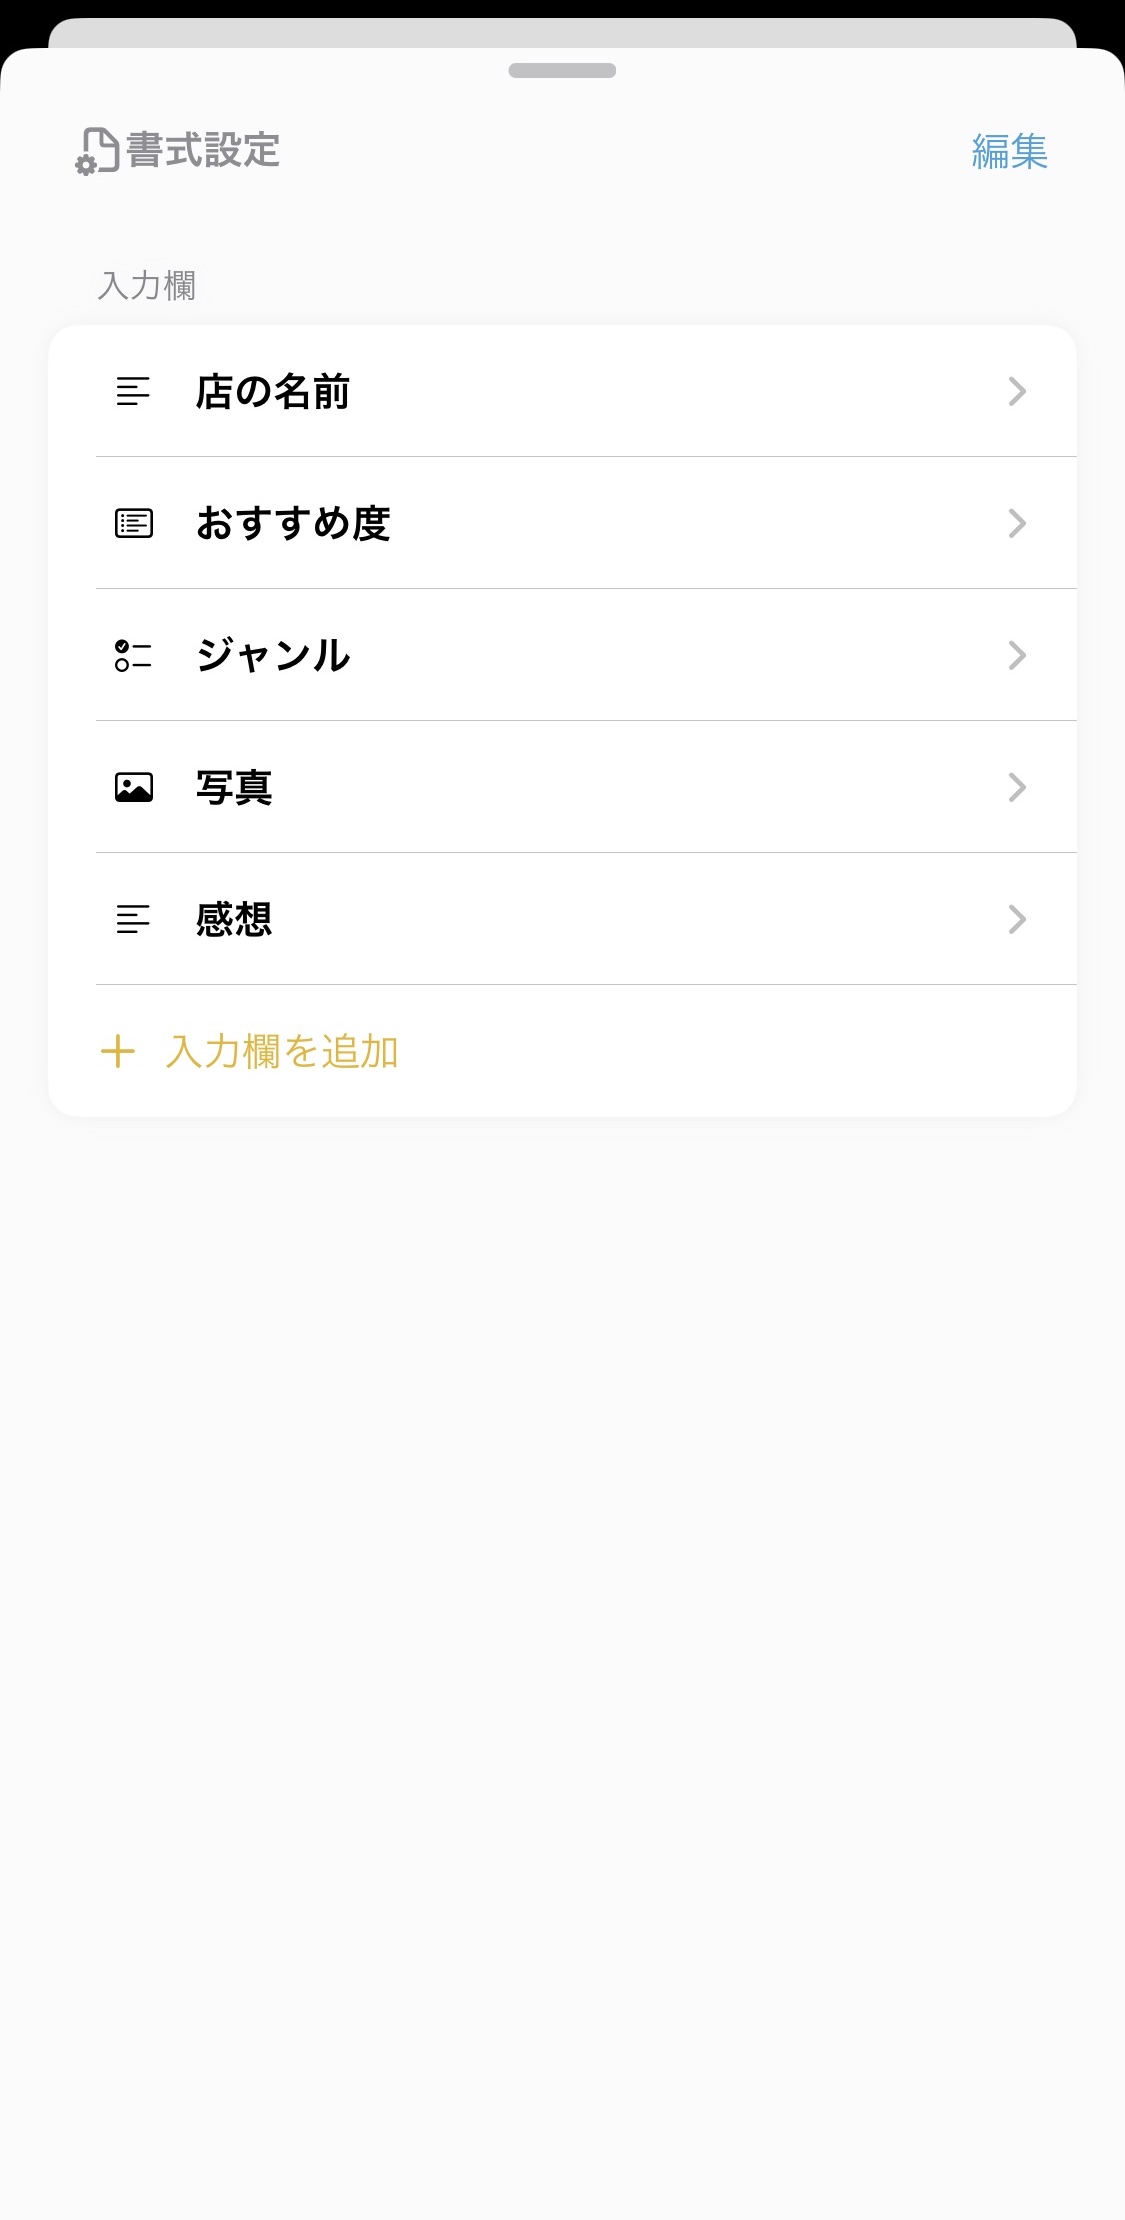 書式設定
編集
入力欄
店の名前
おすすめ度
ジャンル
写真
感想
入力欄を追加